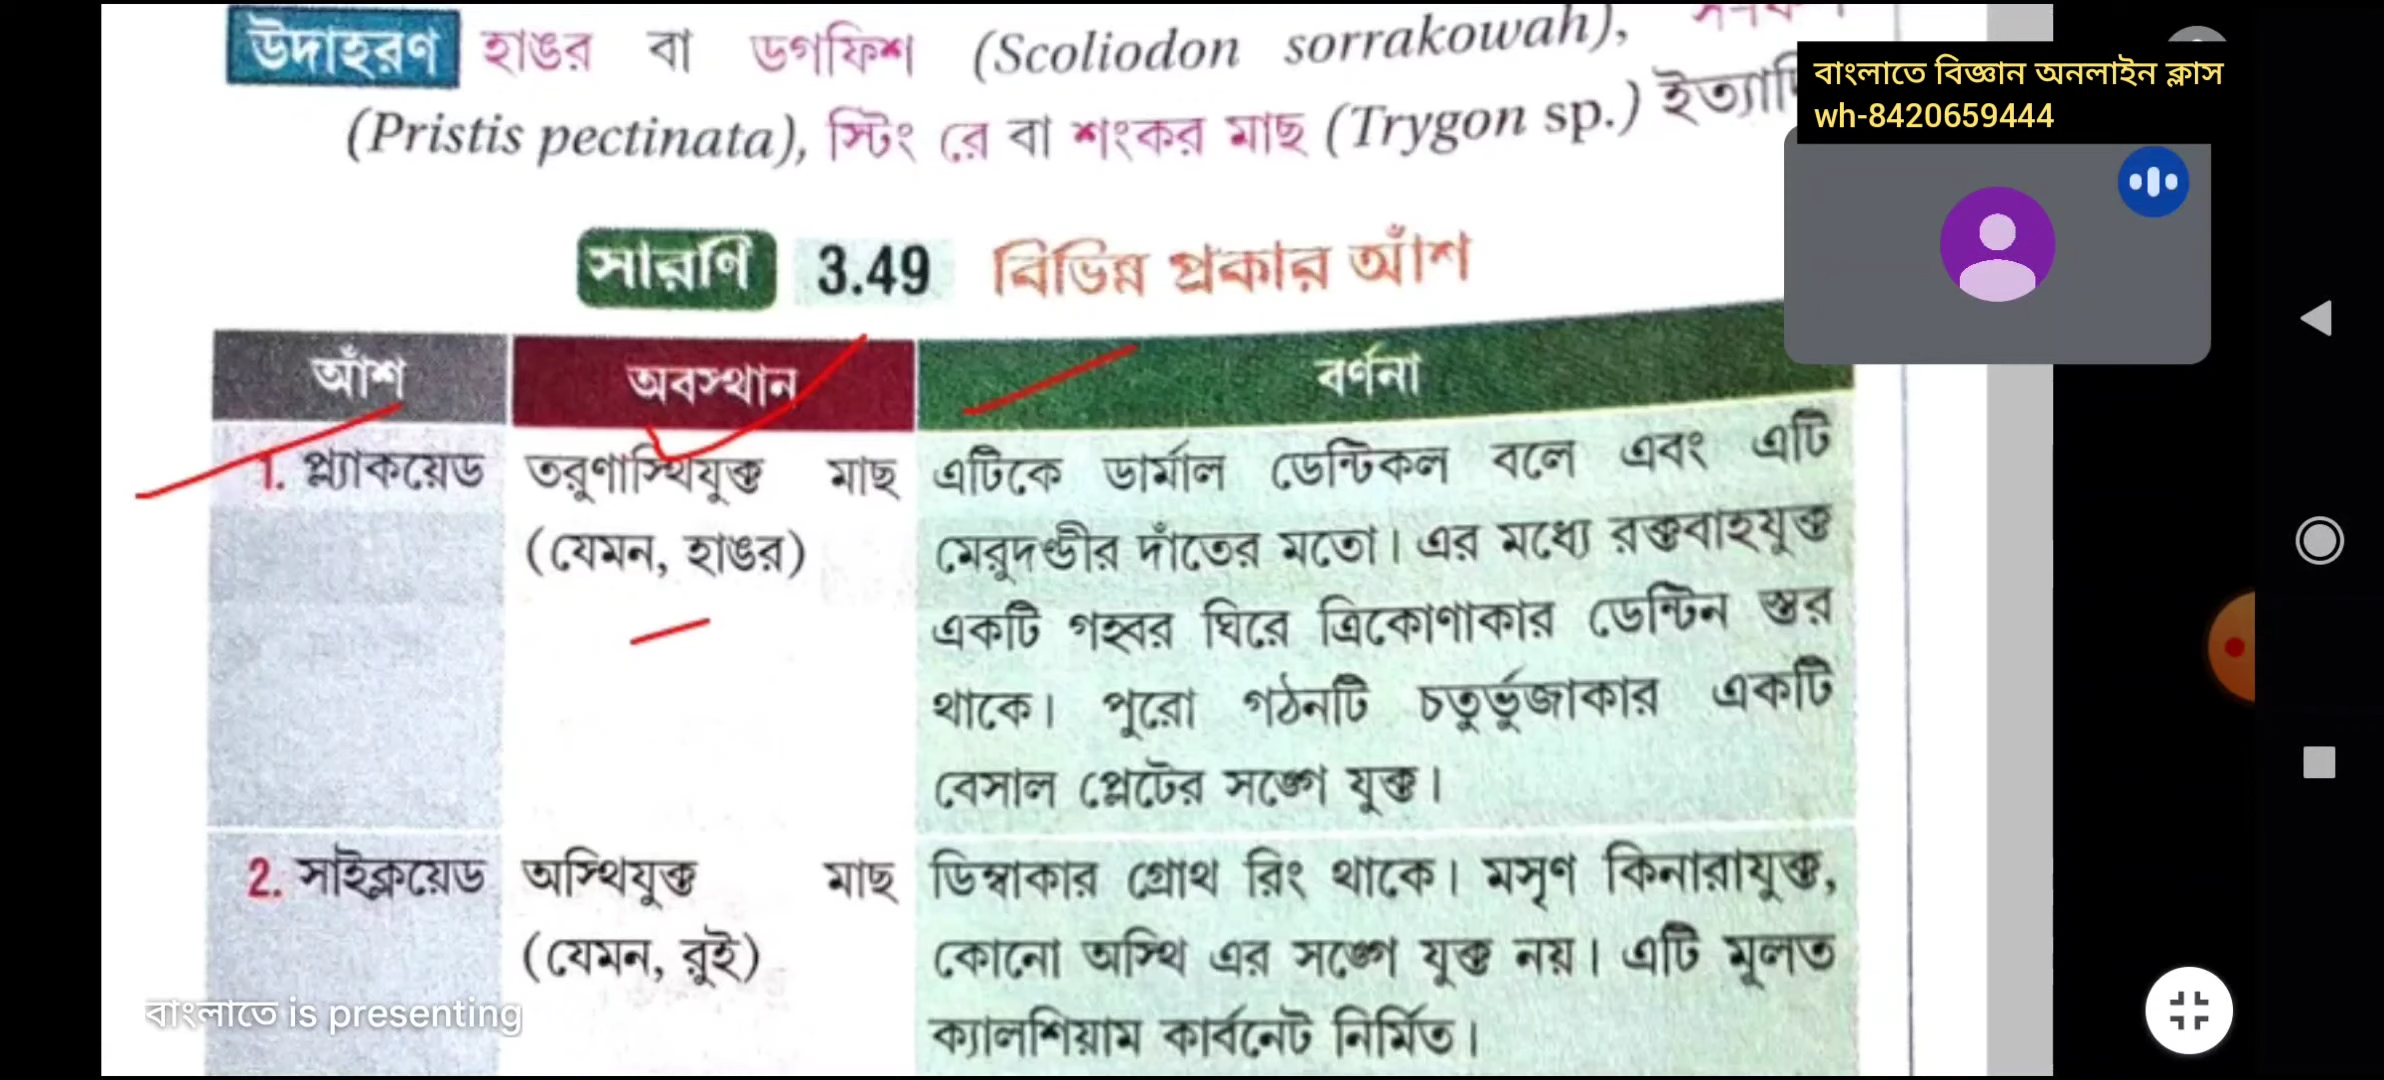 উদাহরণ হাঙর বা ডগফিশ (Scoliodon sorrakowah),
(Pristis pectinata), স্টিং রে বা শংকর মাছ (Trygon sp.)
বাংলাতে বিজ্ঞান অনলাইন ক্লাস
wh-8420659444
সারণি 3.49 বিভিন্ন প্রকার আঁশ
আঁশ অবস্থান বর্ণনা
1. প্ল্যাকয়েড তরুণাস্থিযুক্ত মাছ এটিকে ডার্মাল ডেন্টিকল বলে এবং এটি
(যেমন, হাঙর) মেরুদণ্ডীর দাঁতের মতো। এর মধ্যে রক্তবাহযুক্ত
একটি গহ্বর ঘিরে ত্রিকোণাকার ডেন্টিন স্তর
থাকে। পুরো গঠনটি চতুর্ভুজাকার একটি
বেসাল প্লেটের সঙ্গে যুক্ত।
2. সাইক্লয়েড অস্থিযুক্ত মাছ ডিম্বাকার গ্রোথ রিং থাকে। মসৃণ কিনারাযুক্ত,
(যেমন, রুই) কোনো অস্থি এর সঙ্গে যুক্ত নয়। এটি মূলত
ক্যালশিয়াম কার্বনেট নির্মিত।
বাংলাতে is presenting